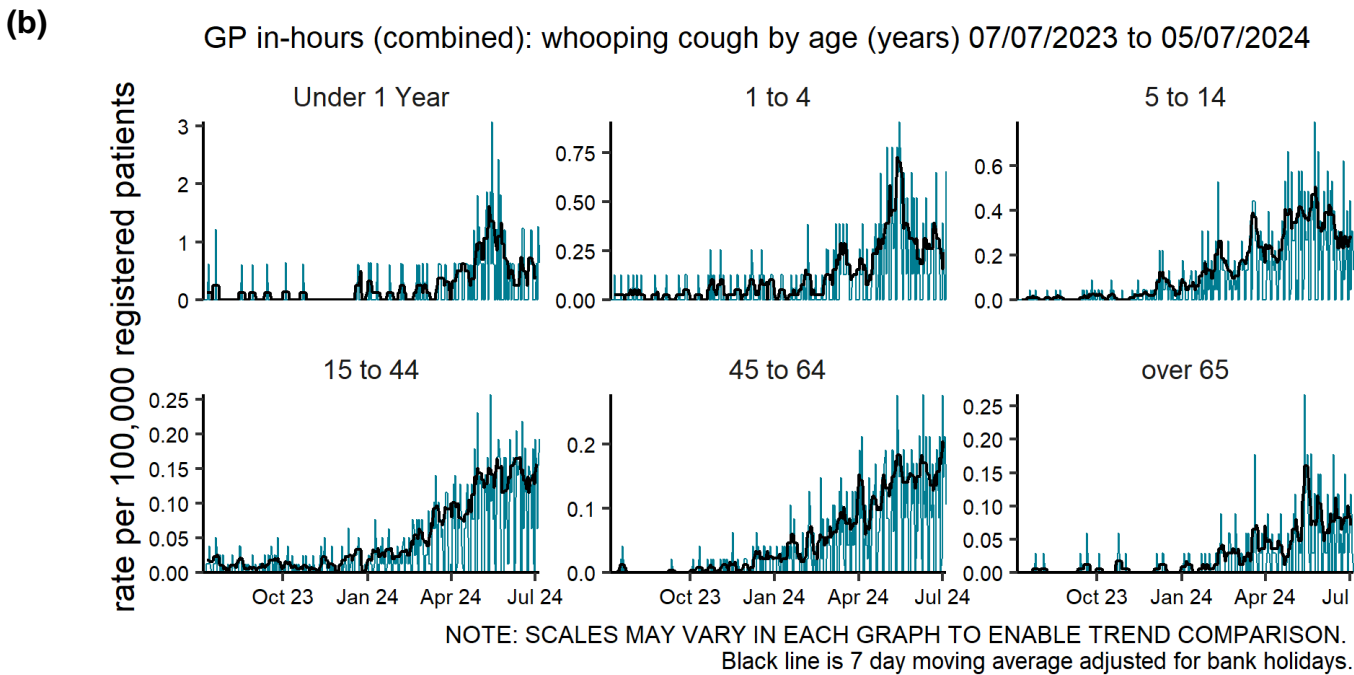 (b)
GP in-hours (combined): whooping cough by age (years) 07/07/2023 to 05/07/2024
rate per 100,000 registered patients
Under 1 Year
3
2
1
0
1 to 4
0.75
0.50
0.25
0.00
5 to 14
0.6
0.4
0.2
0.0
15 to 44
0.25
0.20
0.15
0.10
0.05
0.00
Oct 23 Jan 24 Apr 24 Jul 24
45 to 64
0.2
0.1
0.0
Oct 23 Jan 24 Apr 24 Jul 24
over 65
0.25
0.20
0.15
0.10
0.05
0.00
Oct 23 Jan 24 Apr 24 Jul
NOTE: SCALES MAY VARY IN EACH GRAPH TO ENABLE TREND COMPARISON.
Black line is 7 day moving average adjusted for bank holidays.